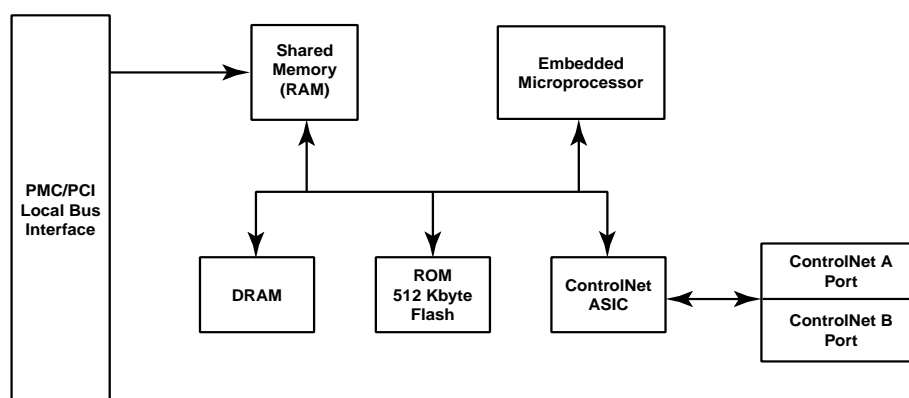 Shared
Memory
(RAM)
Embedded
Microprocessor
PMC/PCI
Local Bus
Interface
DRAM
ROM
512 Kbyte
Flash
ControlNet
ASIC
ControlNet A
Port
ControlNet B
Port